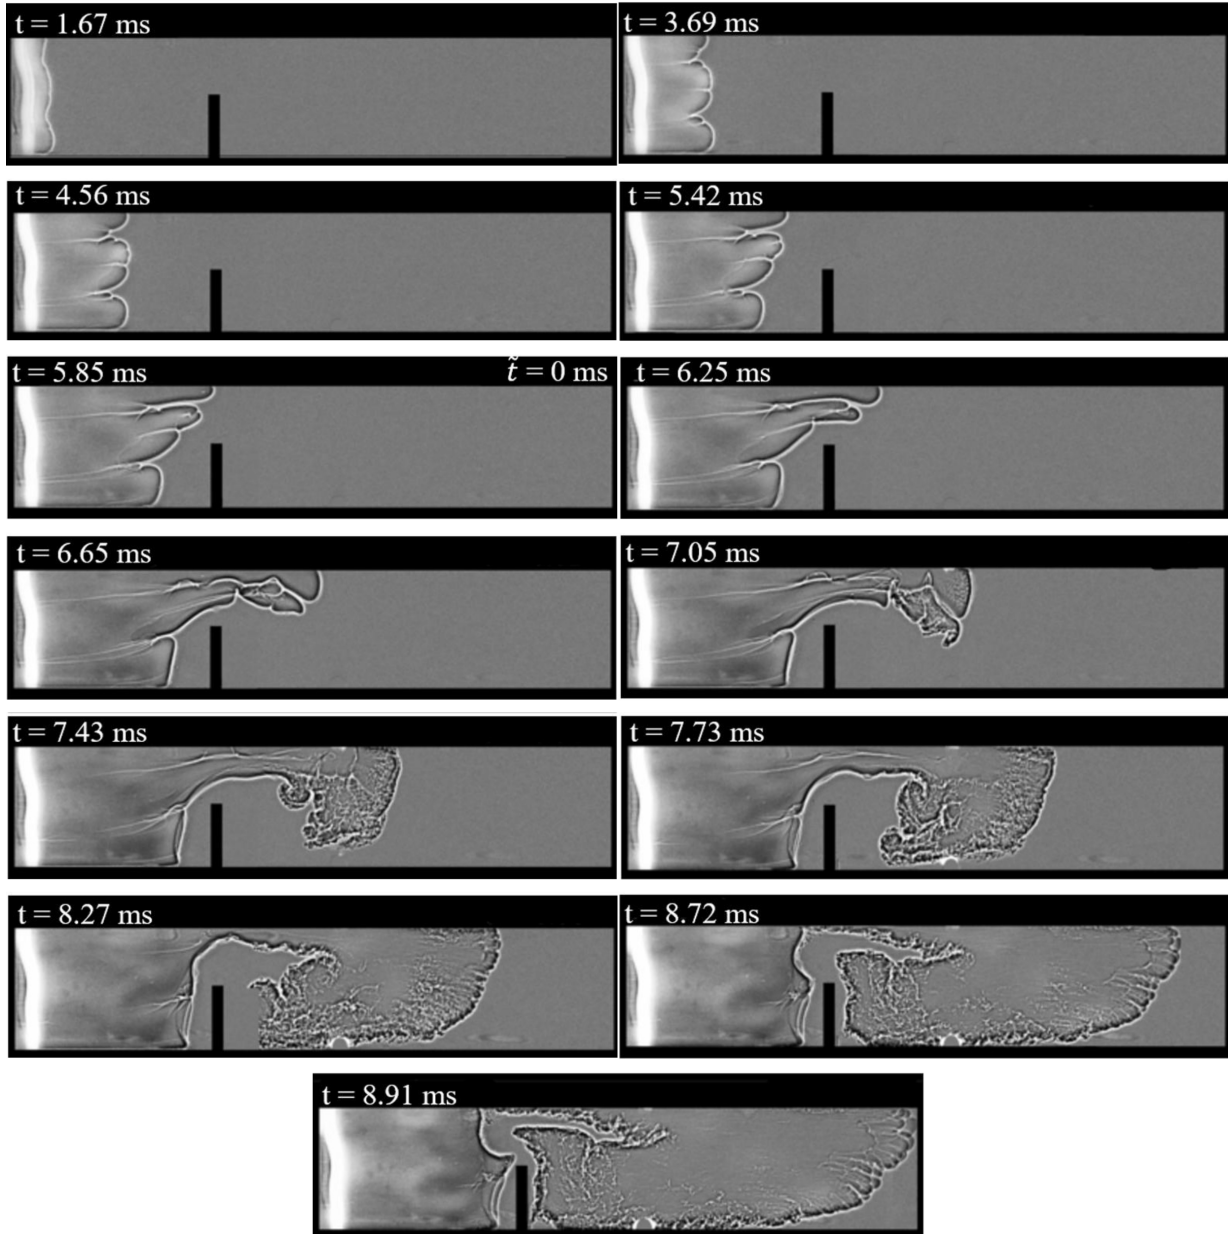 t = 1.67 ms
t = 3.69 ms
t = 4.56 ms
t = 5.42 ms
t = 5.85 ms
t̃ = 0 ms
t = 6.25 ms
t = 6.65 ms
t = 7.05 ms
t = 7.43 ms
t = 7.73 ms
t = 8.27 ms
t = 8.72 ms
t = 8.91 ms